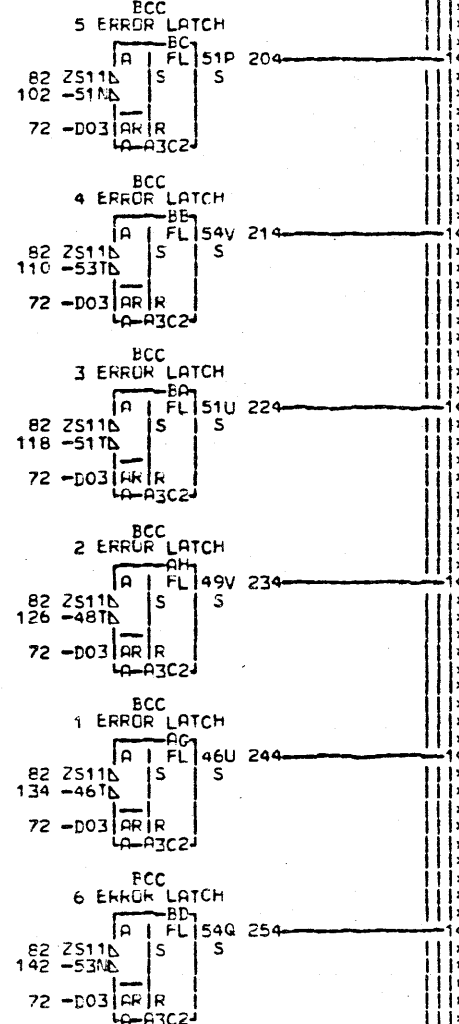 BCC
5 ERROR LATCH
BC
A FL 51P 204
82 ZS11 S S
102 -51N
72 -D03 AR R
A-A3C2
BCC
4 ERROR LATCH
BB
A FL 54V 214
82 ZS11 S S
110 -53T
72 -D03 AR R
A-A3C2
BCC
3 ERROR LATCH
BA
A FL 51U 224
82 ZS11 S S
118 -51T
72 -D03 AR R
A-A3C2
BCC
2 ERROR LATCH
AH
A FL 49V 234
82 ZS11 S S
126 -48T
72 -D03 AR R
A-A3C2
BCC
1 ERROR LATCH
AG
A FL 46U 244
82 ZS11 S S
134 -46T
72 -D03 AR R
A-A3C2
BCC
6 ERROR LATCH
BD
A FL 54Q 254
82 ZS11 S S
142 -53N
72 -D03 AR R
A-A3C2